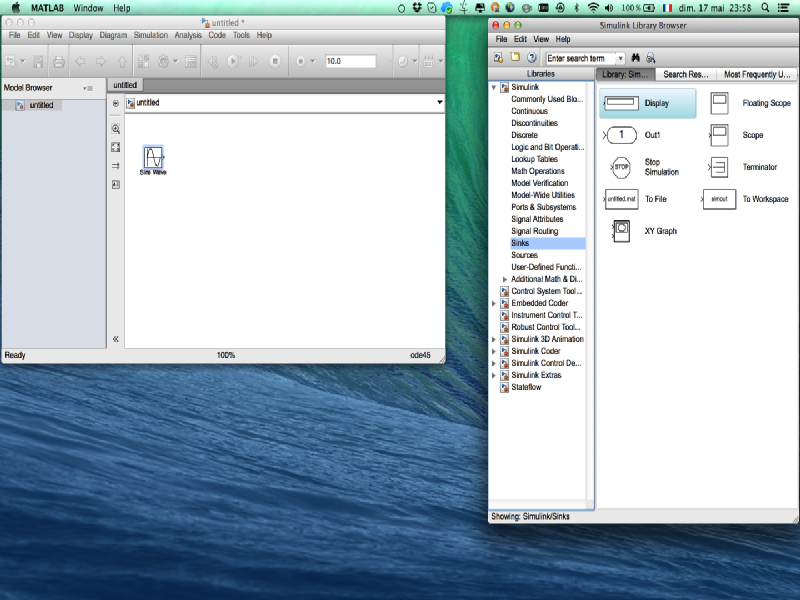 MATLAB Window Help
100 % dim. 17 mai 23:58
untitled *
File Edit View Display Diagram Simulation Analysis Code Tools Help
10.0
Model Browser
untitled
untitled
untitled
Sine Wave
Ready 100% ode45
Simulink Library Browser
File Edit View Help
Enter search term
Libraries
Library: Sim... Search Res... Most Frequently U...
Simulink
Commonly Used Blo...
Continuous
Discontinuities
Discrete
Logic and Bit Operati...
Lookup Tables
Math Operations
Model Verification
Model-Wide Utilities
Ports & Subsystems
Signal Attributes
Signal Routing
Sinks
Sources
User-Defined Functi...
Additional Math & Di...
Control System Tool...
Embedded Coder
Instrument Control T...
Robust Control Tool...
Simulink 3D Animation
Simulink Coder
Simulink Control De...
Simulink Extras
Stateflow
Display Floating Scope
1 Out1 Scope
STOP Stop Simulation Terminator
untitled.mat To File simout To Workspace
XY Graph
Showing: Simulink/Sinks